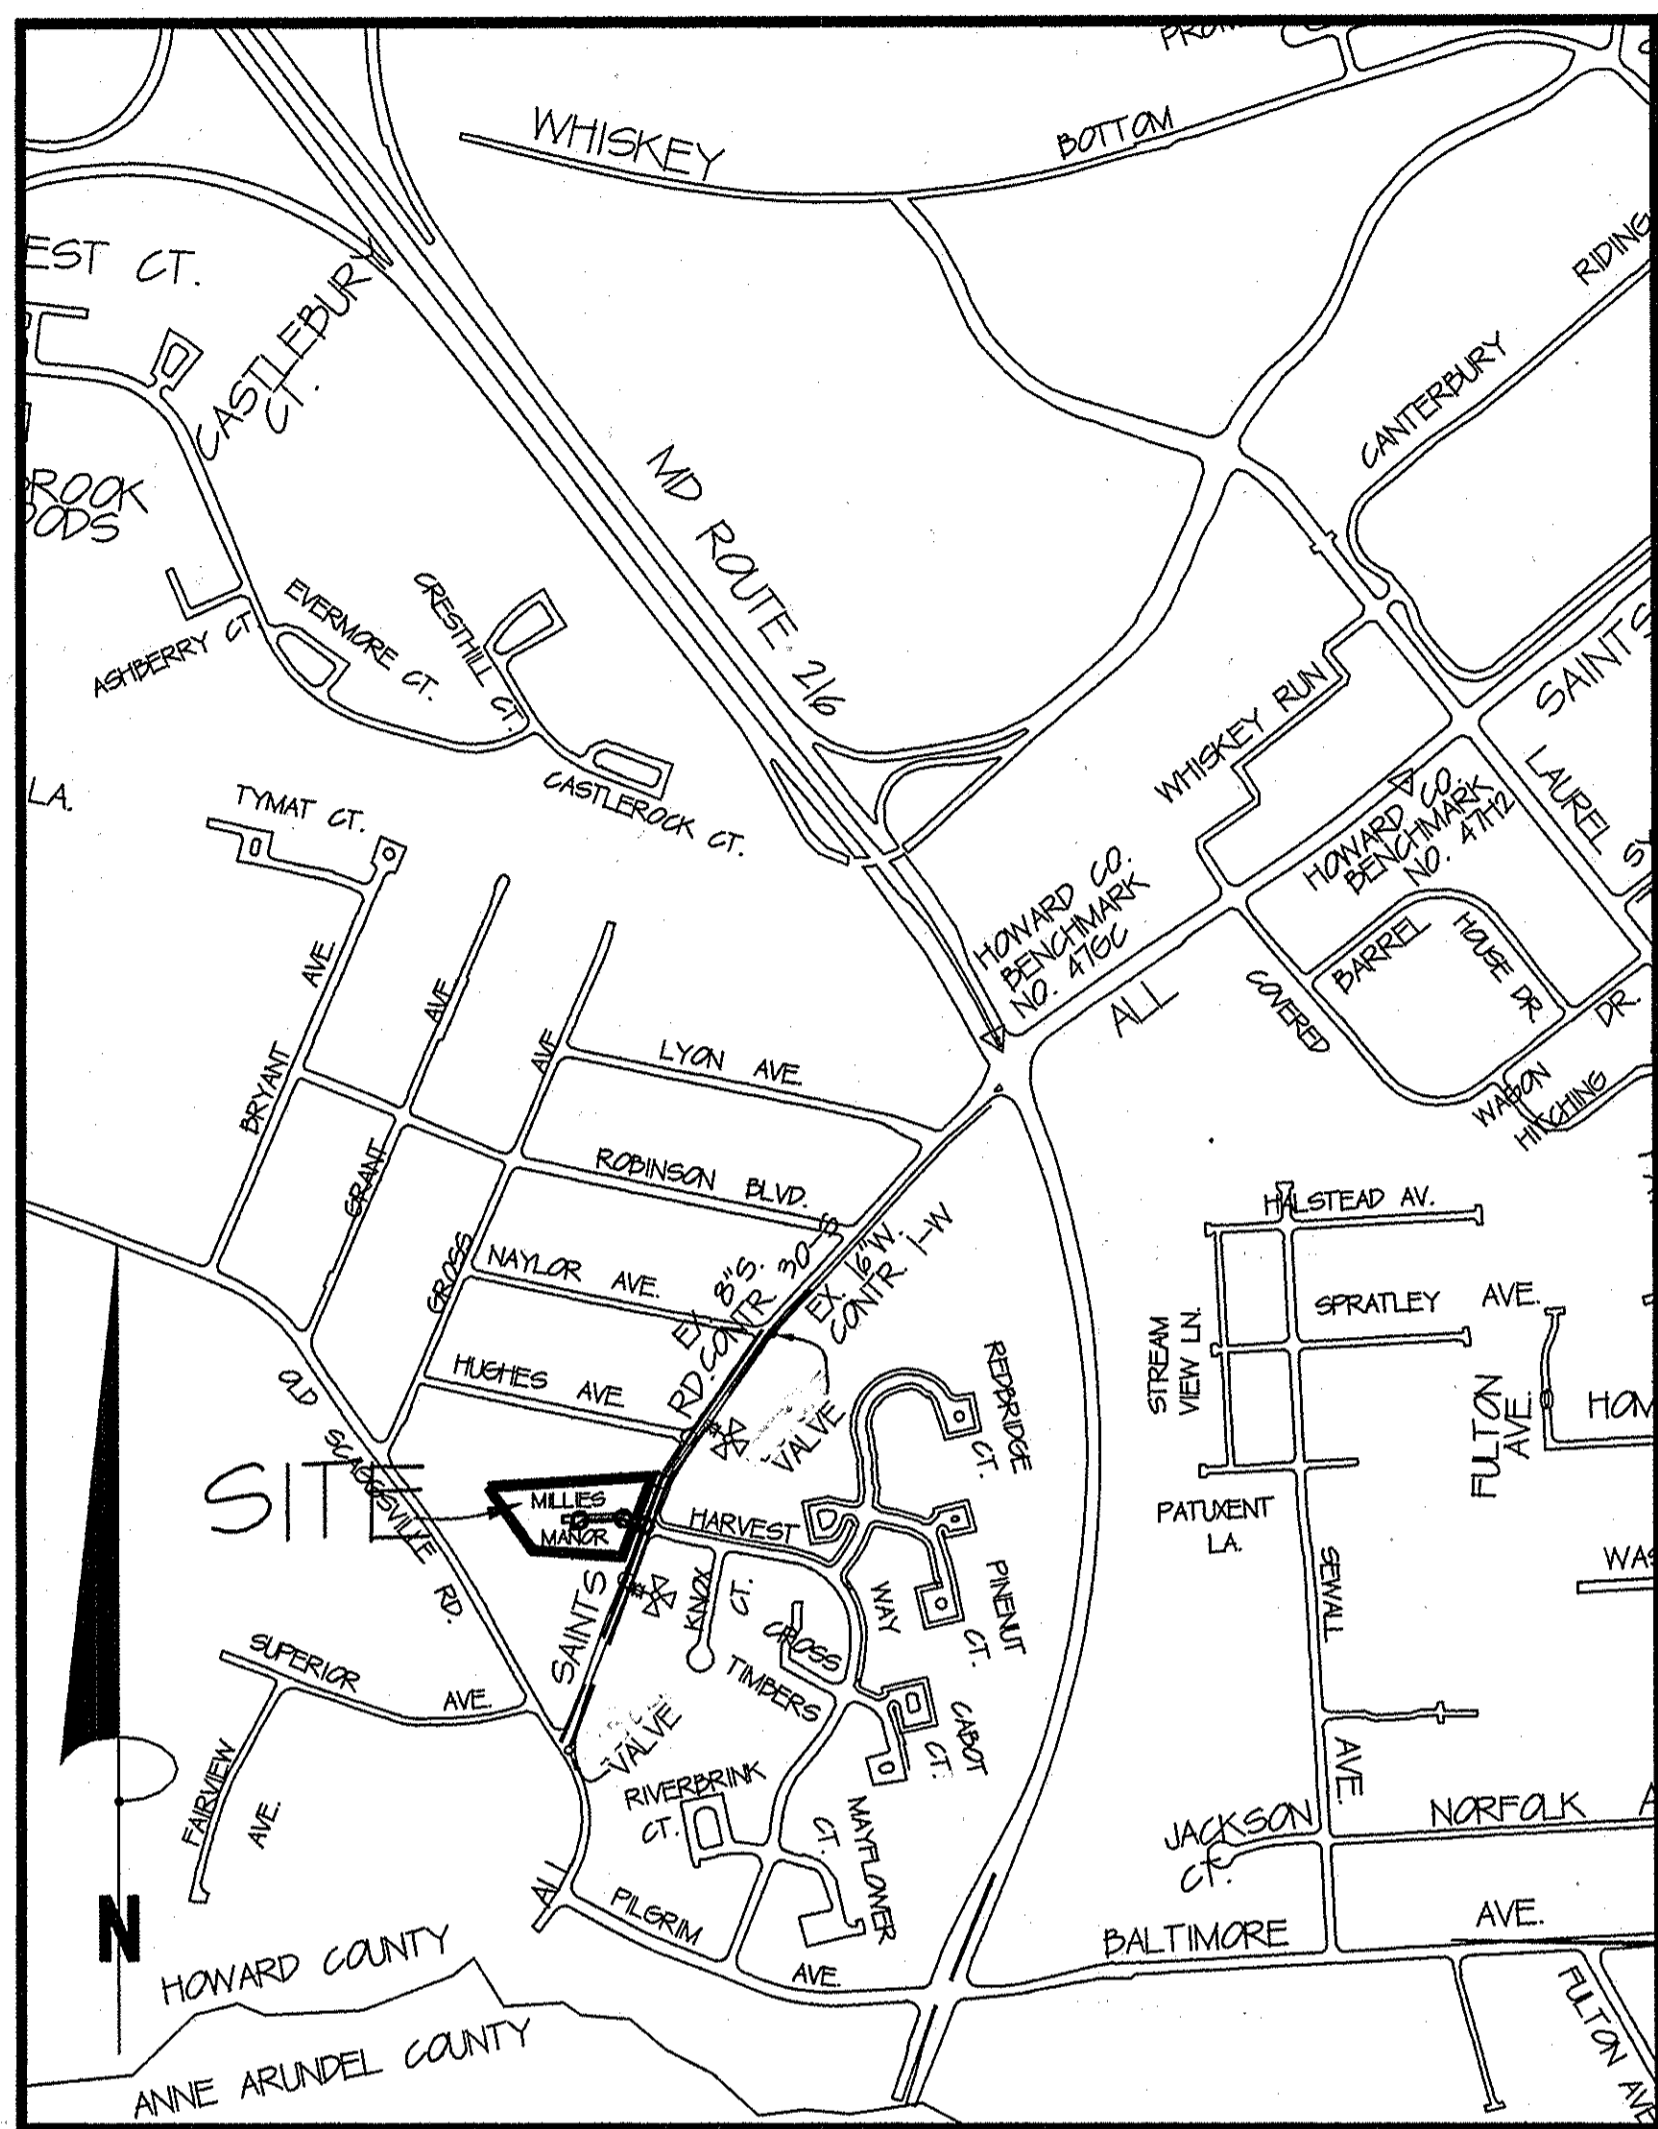 WHISKEY
BOTTOM
EST CT.
CASTLEBURY
CT.
RIDING
CANTERBURY
MD ROUTE 216
ASHBERRY CT.
EVERMORE CT.
CRESTHILL CT.
CASTLEROCK CT.
WHISKEY RUN
SAINTS
LAUREL
LA.
TYMAT CT.
HOWARD CO.
BENCHMARK
NO. 47H2
HOWARD CO.
BENCHMARK
NO. 47GC
ALL
BARREL
HOUSE DR
COVERED
WAGON
DR.
HITCHING
BRYANT
AVE.
GRANT
AVE.
GROSS
AVE
LYON AVE.
ROBINSON BLVD.
NAYLOR AVE.
HUGHES AVE
EX 8"S.
CONTR. 30-S
EX. 16"W.
CONTR. 1-W
RD.
VALVE
HALSTEAD AV.
SPRATLEY AVE.
STREAM
VIEW LN.
PATUXENT
LA.
FULTON
AVE.
HOM
WAS
SEWALL
AVE.
REDBRIDGE
CT.
OLD SCAGGSVILLE RD.
SITE
MILLIES
MANOR
HARVEST
WAY
PINENUT
CT.
KNOX
CT.
CROSS
TIMBERS
CABOT
CT.
SAINTS
VALVE
SUPERIOR AVE.
FAIRVIEW
AVE.
RIVERBRINK
CT.
MAYFLOWER
CT.
ALL
PILGRIM
AVE.
JACKSON
CT.
NORFOLK A
BALTIMORE
AVE.
FULTON AVE
N
HOWARD COUNTY
ANNE ARUNDEL COUNTY